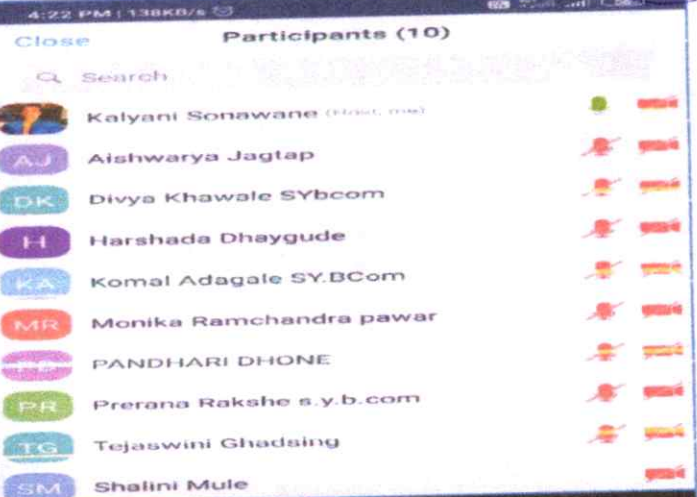 4:22 PM | 138KB/s
Close Participants (10)
Search
Kalyani Sonawane (Host, me)
AJ Aishwarya Jagtap
DK Divya Khawale SYbcom
H Harshada Dhaygude
KA Komal Adagale SY.BCom
MR Monika Ramchandra pawar
PD PANDHARI DHONE
PR Prerana Rakshe s.y.b.com
TG Tejaswini Ghadsing
SM Shalini Mule